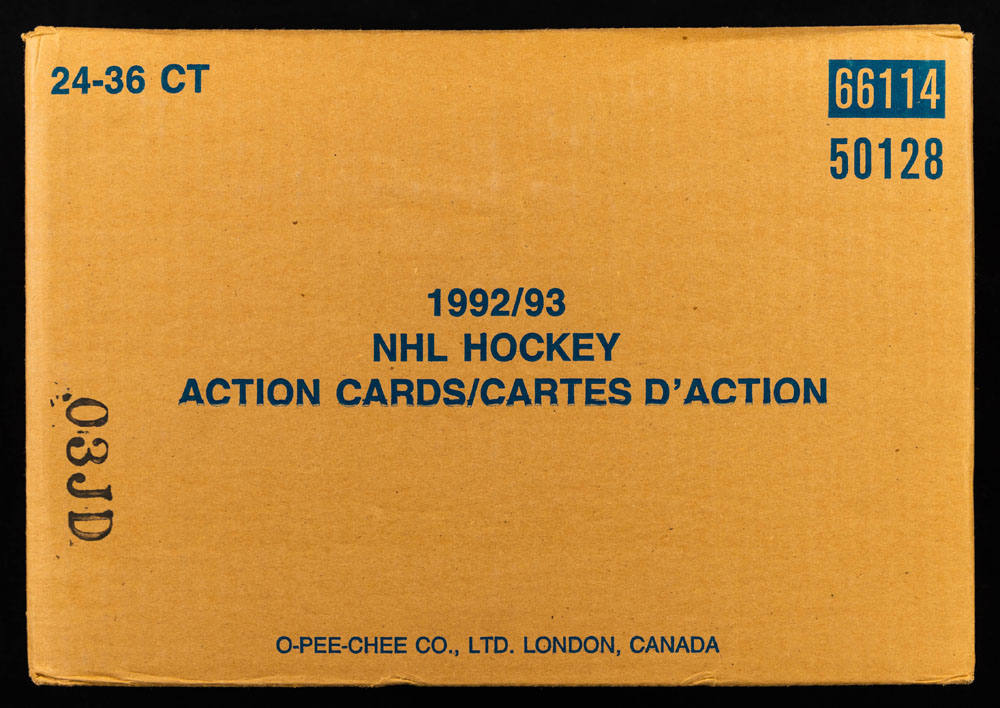 24-36 CT
66114
50128
1992/93
NHL HOCKEY
ACTION CARDS/CARTES D'ACTION
03JD
O-PEE-CHEE CO., LTD. LONDON, CANADA